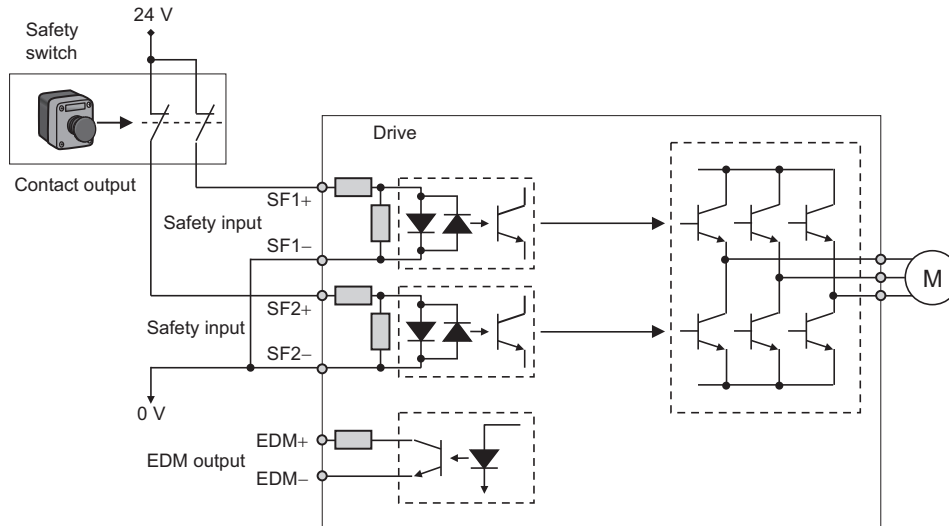 24 V
Safety
switch
Drive
Contact output
SF1+
Safety input
SF1−
SF2+
Safety input
SF2−
M
0 V
EDM+
EDM output
EDM−